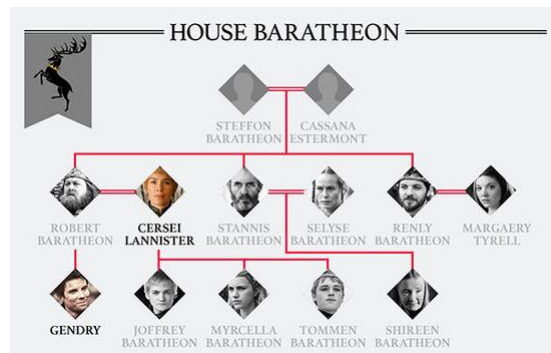 HOUSE BARATHEON
STEFFON
BARATHEON
CASSANA
ESTERMONT
ROBERT
BARATHEON
CERSEI
LANNISTER
STANNIS
BARATHEON
SELYSE
BARATHEON
RENLY
BARATHEON
MARGAERY
TYRELL
GENDRY
JOFFREY
BARATHEON
MYRCELLA
BARATHEON
TOMMEN
BARATHEON
SHIREEN
BARATHEON